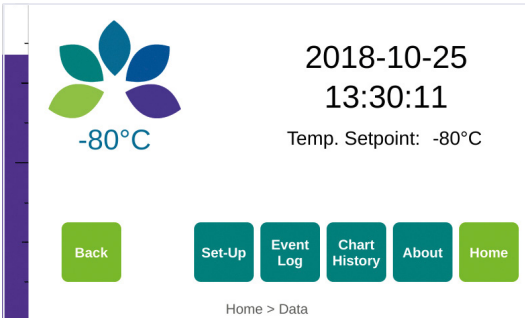 2018-10-25
13:30:11
-80°C
Temp. Setpoint: -80°C
Back
Set-Up
Event
Log
Chart
History
About
Home
Home > Data